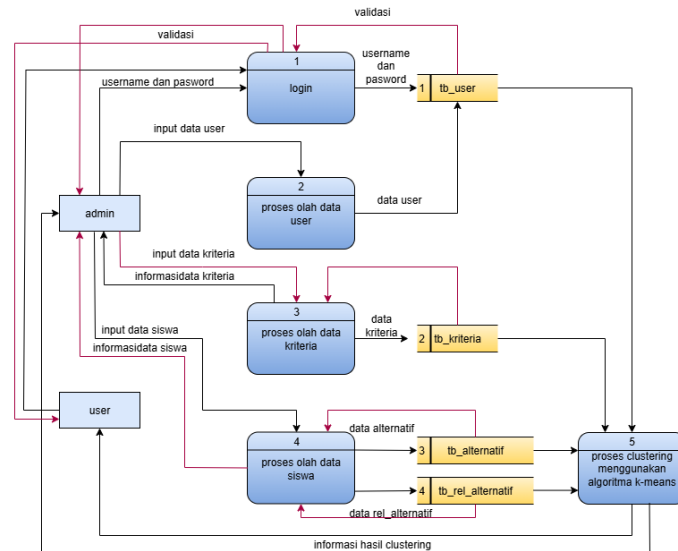 validasi
validasi
1
login
username
dan
pasword
1 tb_user
username dan pasword
input data user
2
proses olah data
user
data user
admin
input data kriteria
informasidata kriteria
3
proses olah data
kriteria
data
kriteria
2 tb_kriteria
input data siswa
informasidata siswa
user
4
proses olah data
siswa
data alternatif
3 tb_alternatif
4 tb_rel_alternatif
data rel_alternatif
5
proses clustering
menggunakan
algoritma k-means
informasi hasil clustering